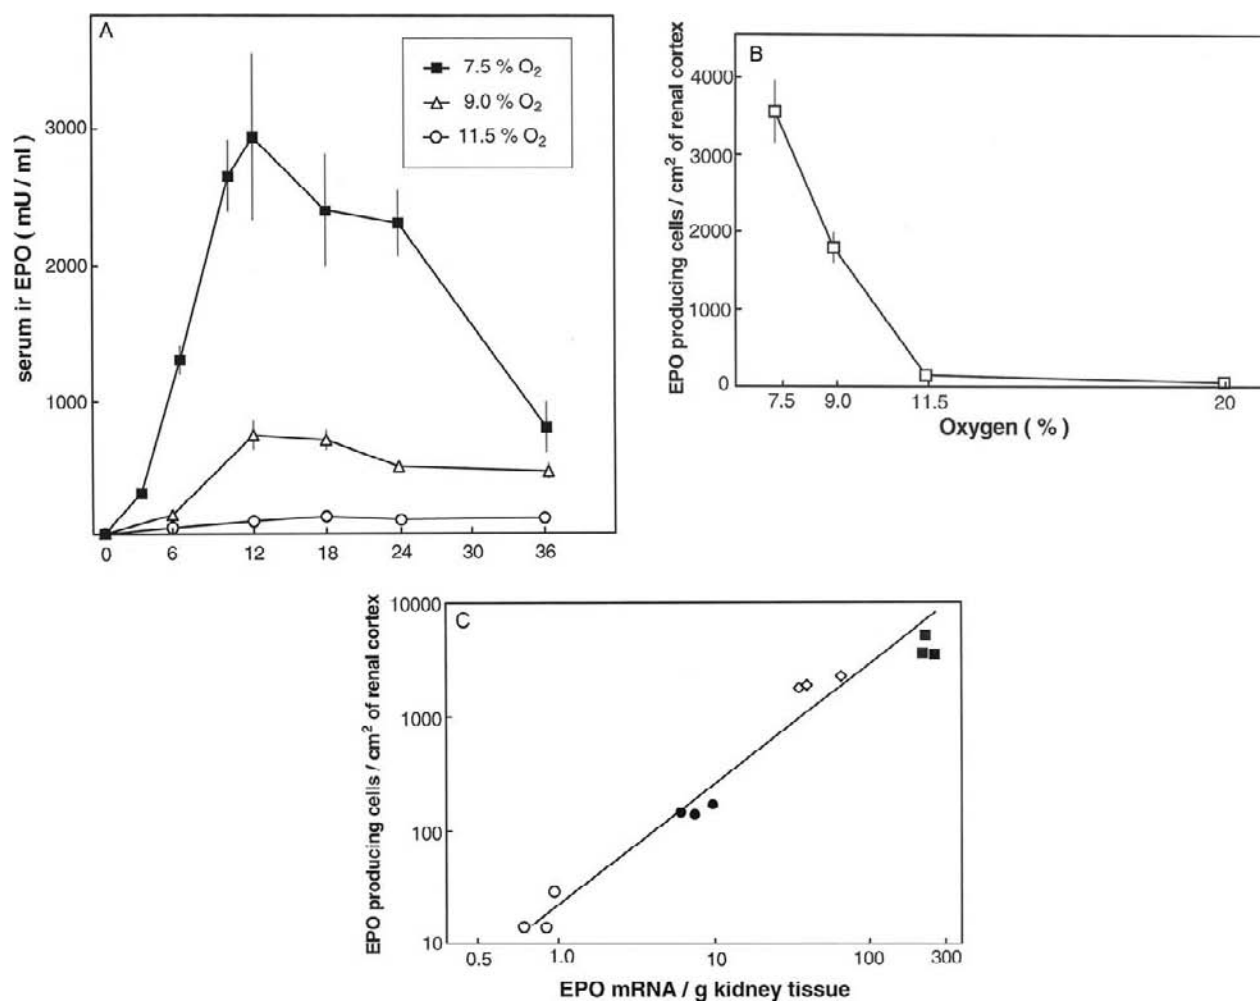 A
7.5 % O₂
9.0 % O₂
11.5 % O₂
serum ir EPO ( mU / ml )
3000
2000
1000
0 6 12 18 24 30 36
B
EPO producing cells / cm² of renal cortex
4000
3000
2000
1000
0
7.5 9.0 11.5 20
Oxygen ( % )
C
EPO producing cells / cm² of renal cortex
10000
1000
100
10
0.5 1.0 10 100 300
EPO mRNA / g kidney tissue